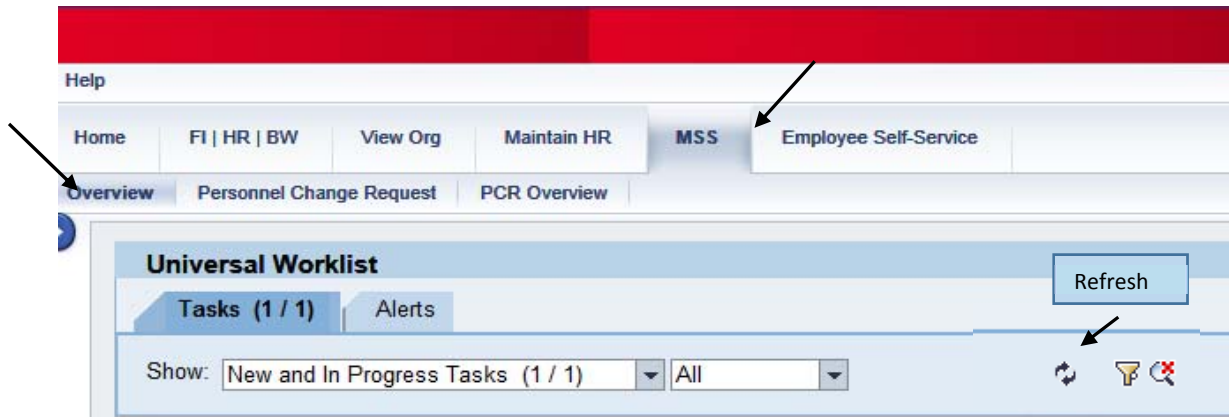 Help
Home FI | HR | BW View Org Maintain HR MSS Employee Self-Service
Overview Personnel Change Request PCR Overview
Universal Worklist
Refresh
Tasks (1 / 1) Alerts
Show: New and In Progress Tasks (1 / 1) All